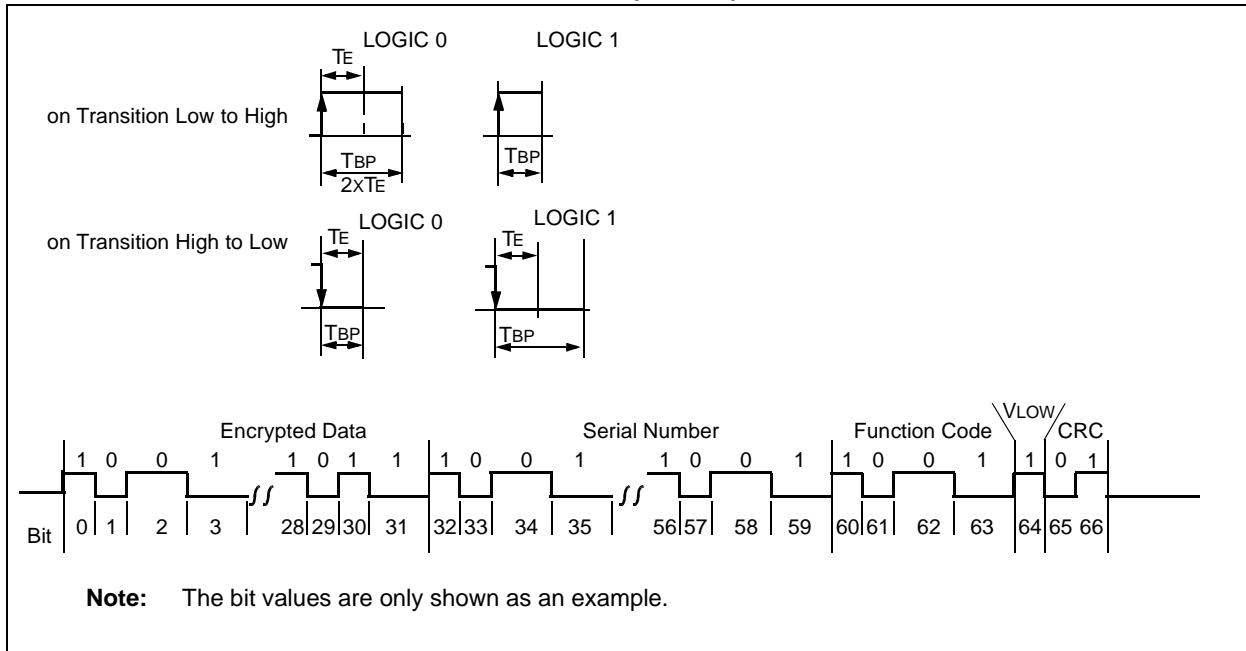 LOGIC 0 LOGIC 1
TE
on Transition Low to High
TBP TBP
2XTE
LOGIC 0 LOGIC 1
on Transition High to Low TE TE
TBP TBP
VLOW
Encrypted Data Serial Number Function Code CRC
1 0 0 1 1 0 1 1 1 0 0 1 1 0 0 1 1 0 0 1 1 0 1
Bit 0 1 2 3 28 29 30 31 32 33 34 35 56 57 58 59 60 61 62 63 64 65 66
Note: The bit values are only shown as an example.